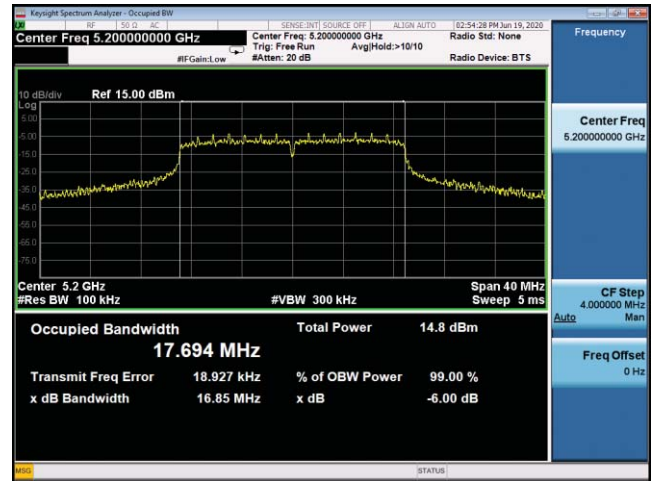 Keysight Spectrum Analyzer - Occupied BW
RF 50 Ω AC SENSE:INT SOURCE OFF ALIGN AUTO 02:54:28 PM Jun 19, 2020
Center Freq 5.200000000 GHz
Center Freq: 5.200000000 GHz
Radio Std: None
Trig: Free Run Avg|Hold:>10/10
#IFGain:Low
#Atten: 20 dB
Radio Device: BTS
Frequency
10 dB/div Ref 15.00 dBm
Log
5.00
-5.00
-15.0
-25.0
-35.0
-45.0
-55.0
-65.0
-75.0
Center Freq
5.200000000 GHz
Center 5.2 GHz
Span 40 MHz
#Res BW 100 kHz
#VBW 300 kHz
Sweep 5 ms
CF Step
4.000000 MHz
Auto Man
Occupied Bandwidth
17.694 MHz
Total Power 14.8 dBm
Transmit Freq Error 18.927 kHz
% of OBW Power 99.00 %
x dB Bandwidth 16.85 MHz
x dB -6.00 dB
Freq Offset
0 Hz
MSG
STATUS